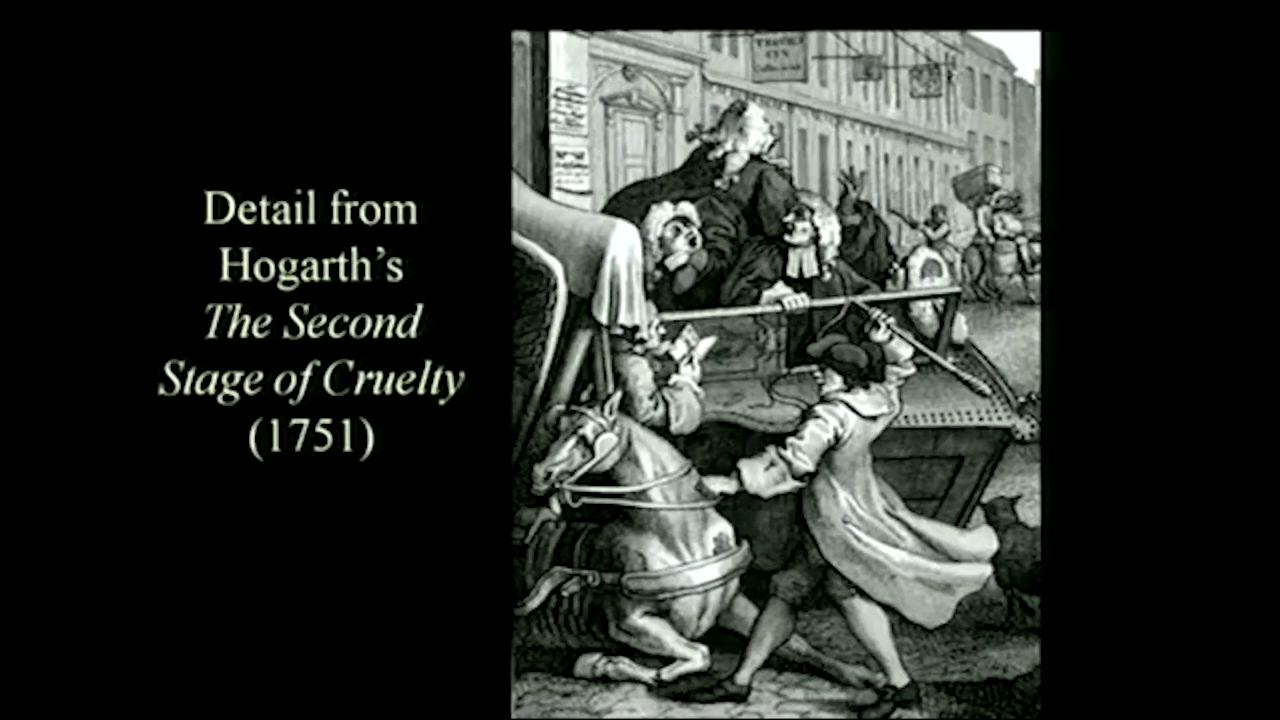 Detail from
Hogarth's
The Second
Stage of Cruelty
(1751)